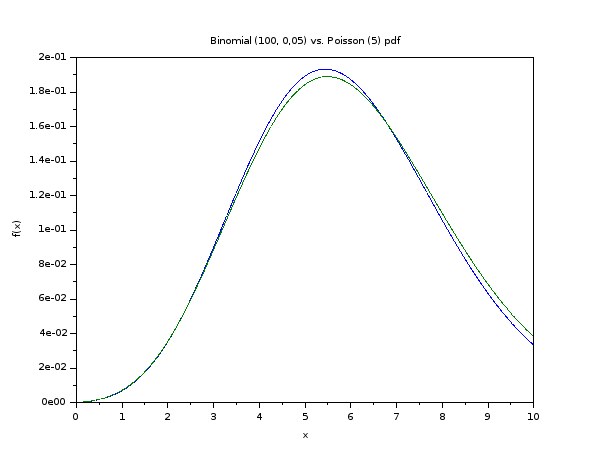 Binomial (100, 0,05) vs. Poisson (5) pdf
2e-01
1.8e-01
1.6e-01
1.4e-01
1.2e-01
1e-01
8e-02
6e-02
4e-02
2e-02
0e00
f(x)
0 1 2 3 4 5 6 7 8 9 10
x